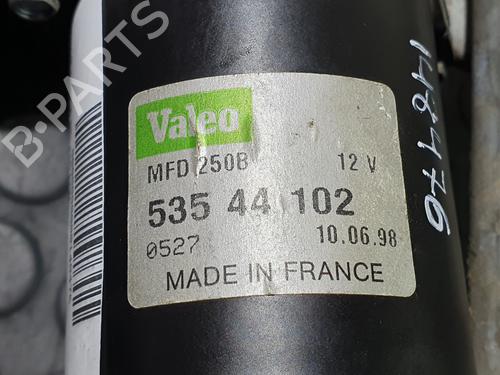 B-PARTS
Valeo
MFD 250B 12 V
535 44 102
0527 10.06.98
MADE IN FRANCE
148476